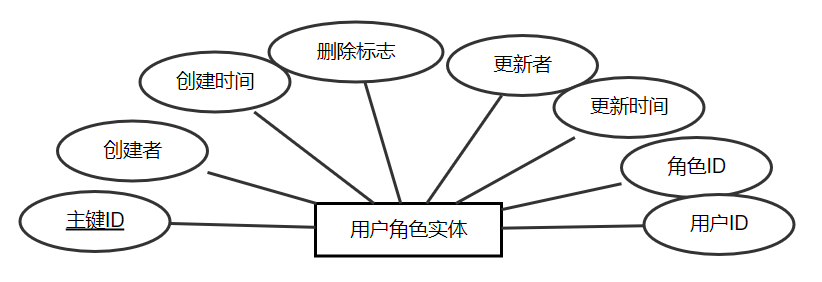 删除标志
更新者
创建时间
更新时间
创建者
角色ID
主键ID
用户ID
用户角色实体